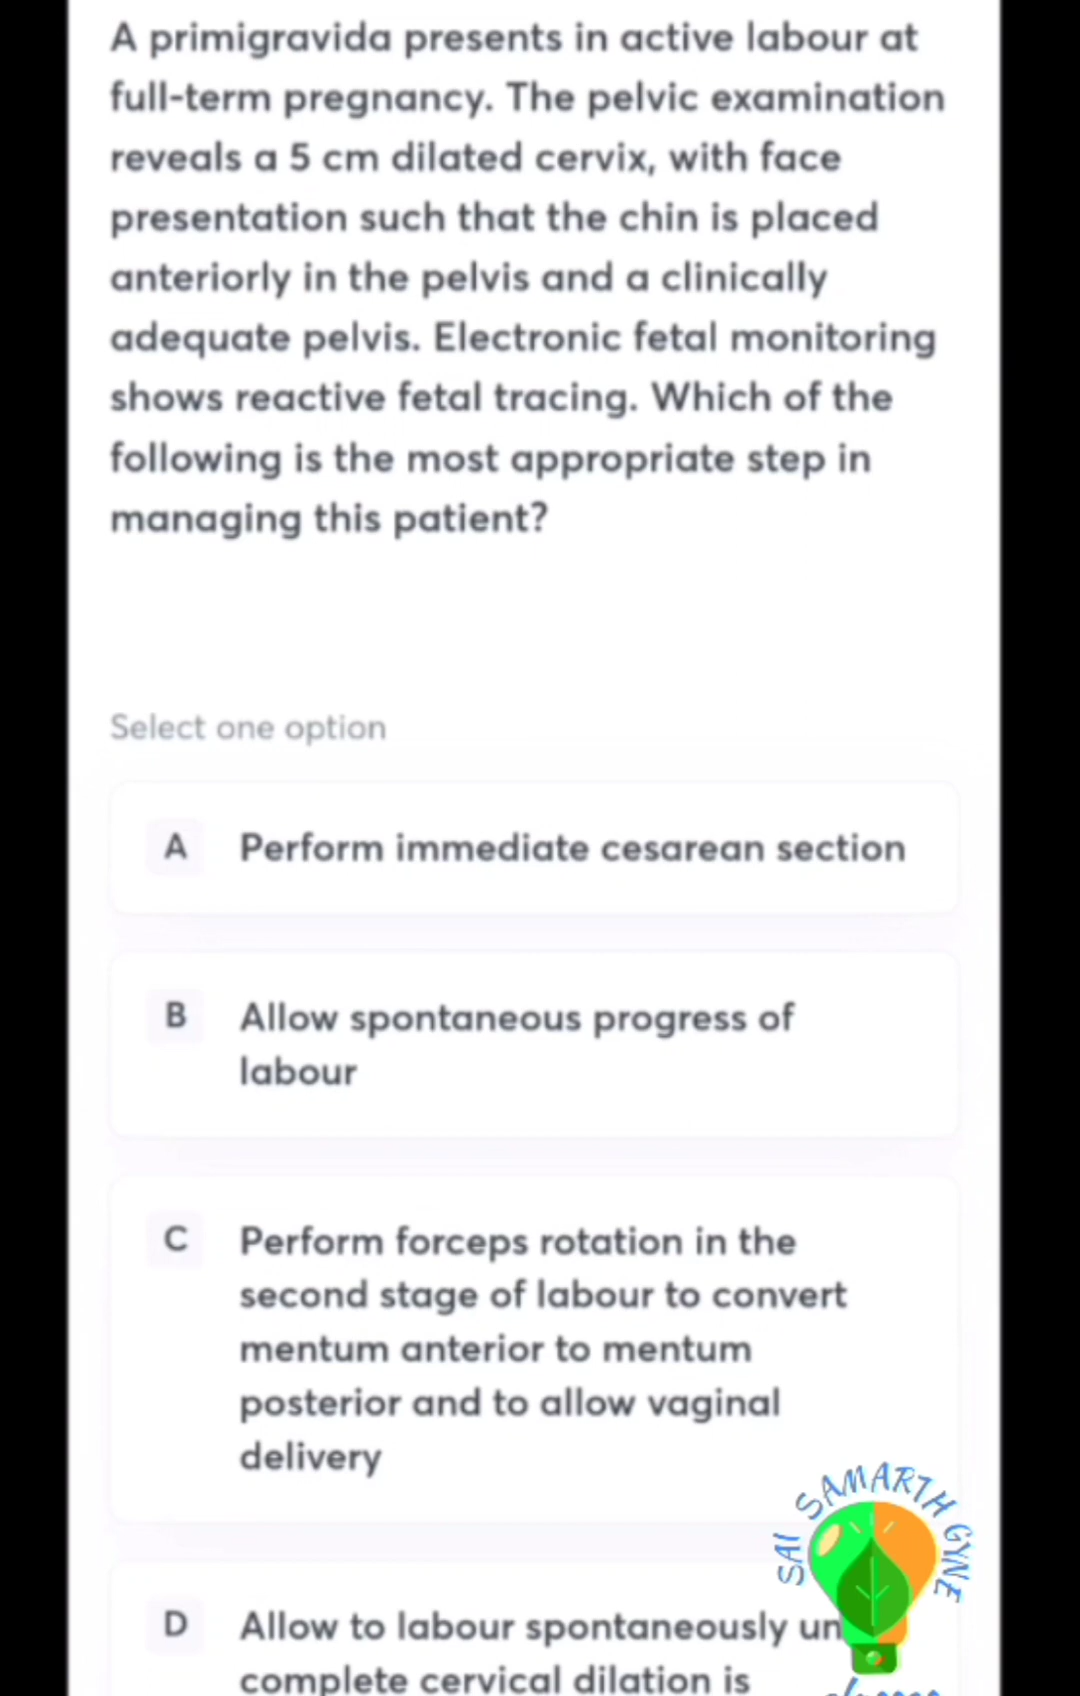 A primigravida presents in active labour at
full-term pregnancy. The pelvic examination
reveals a 5 cm dilated cervix, with face
presentation such that the chin is placed
anteriorly in the pelvis and a clinically
adequate pelvis. Electronic fetal monitoring
shows reactive fetal tracing. Which of the
following is the most appropriate step in
managing this patient?
Select one option
A Perform immediate cesarean section
B Allow spontaneous progress of
labour
C Perform forceps rotation in the
second stage of labour to convert
mentum anterior to mentum
posterior and to allow vaginal
delivery
SAI SAMARTH GYNE
D Allow to labour spontaneously
complete cervical dilation is